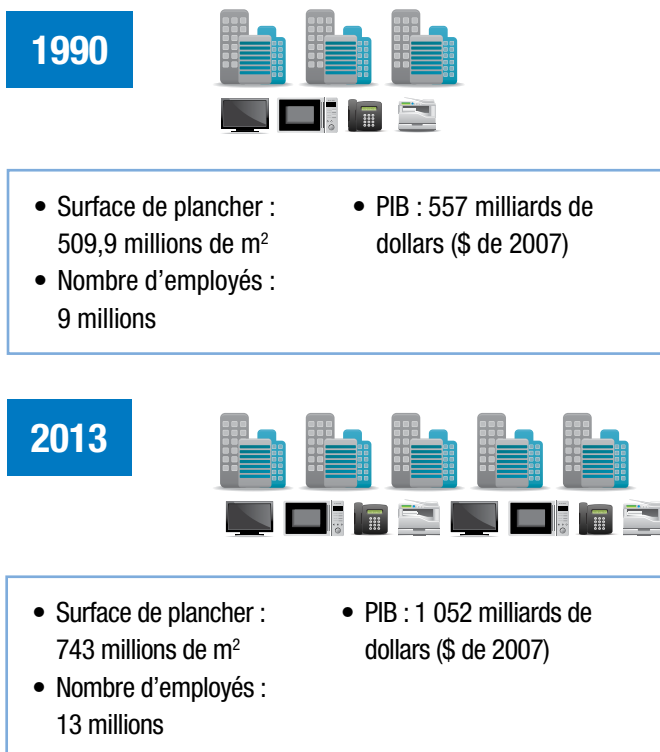 1990
• Surface de plancher :
509,9 millions de m²
• Nombre d’employés :
9 millions
• PIB : 557 milliards de
dollars ($ de 2007)
2013
• Surface de plancher :
743 millions de m²
• Nombre d’employés :
13 millions
• PIB : 1 052 milliards de
dollars ($ de 2007)